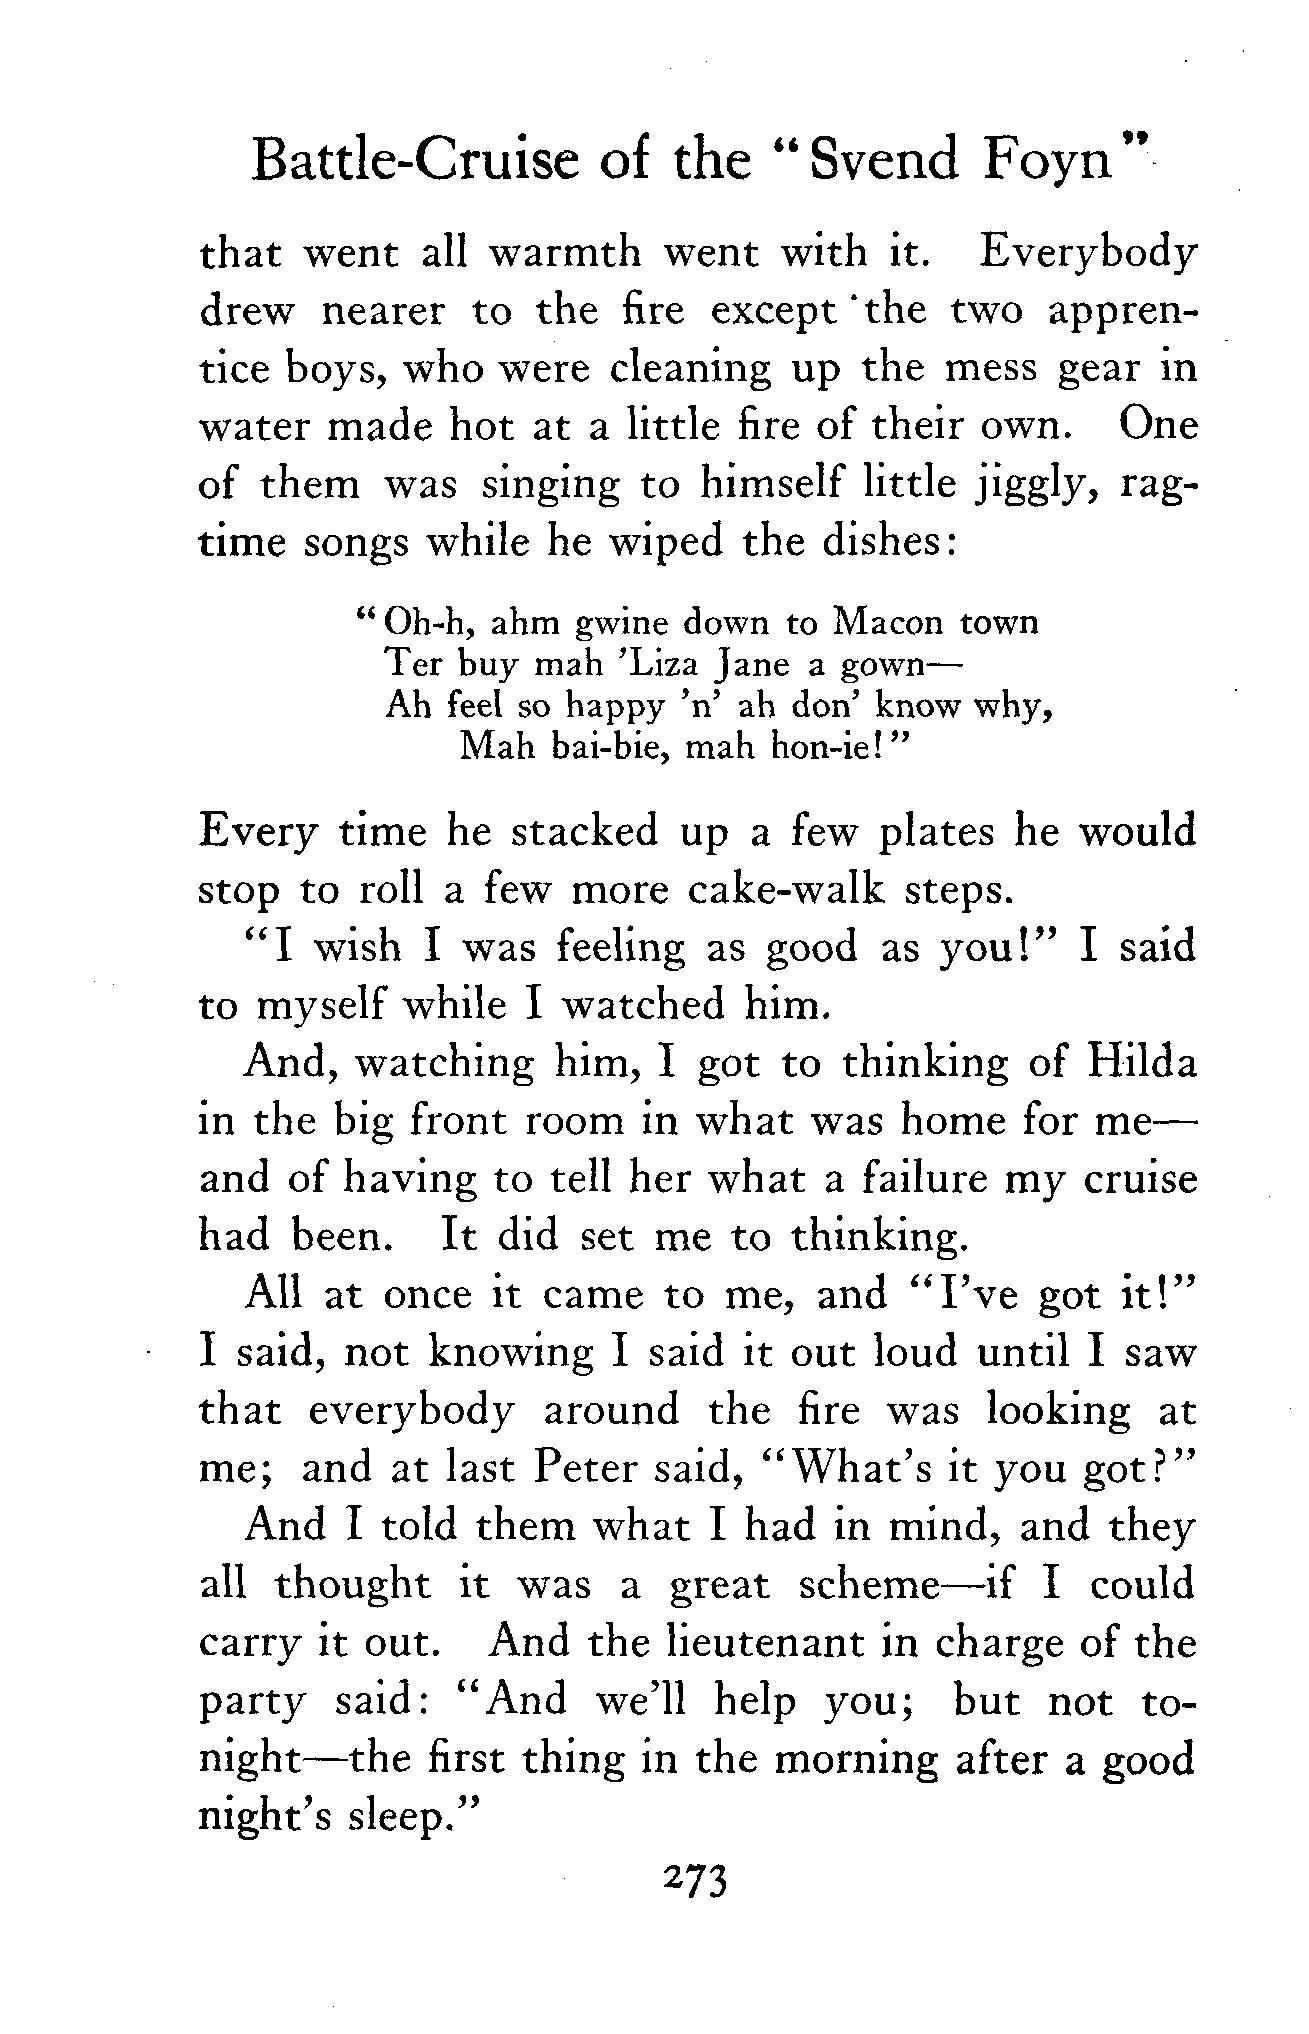 Battle-Cruise of the "Svend Foyn"
that went all warmth went with it. Everybody
drew nearer to the fire except the two appren-
tice boys, who were cleaning up the mess gear in
water made hot at a little fire of their own. One
of them was singing to himself little jiggly, rag-
time songs while he wiped the dishes:
"Oh-h, ahm gwine down to Macon town
Ter buy mah 'Liza Jane a gown—
Ah feel so happy 'n' ah don' know why,
Mah bai-bie, mah hon-ie!"
Every time he stacked up a few plates he would
stop to roll a few more cake-walk steps.
"I wish I was feeling as good as you!" I said
to myself while I watched him.
And, watching him, I got to thinking of Hilda
in the big front room in what was home for me—
and of having to tell her what a failure my cruise
had been. It did set me to thinking.
All at once it came to me, and "I've got it!"
I said, not knowing I said it out loud until I saw
that everybody around the fire was looking at
me; and at last Peter said, "What's it you got?"
And I told them what I had in mind, and they
all thought it was a great scheme—if I could
carry it out. And the lieutenant in charge of the
party said: "And we'll help you; but not to-
night—the first thing in the morning after a good
night's sleep."
273